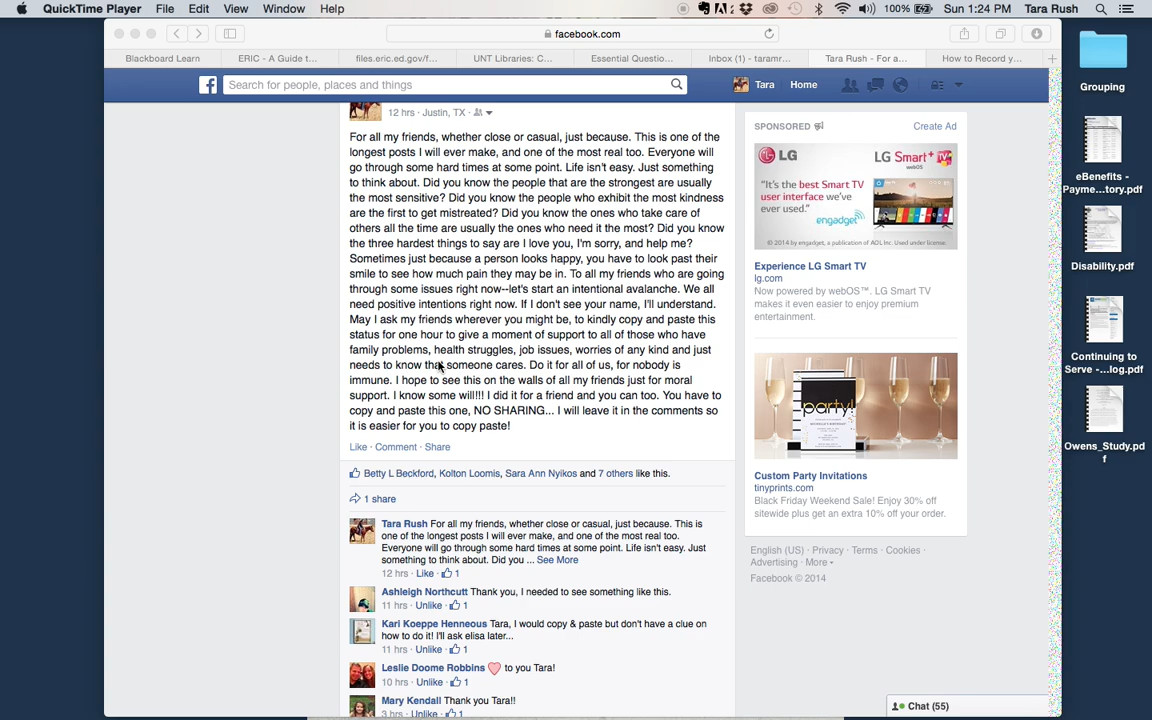 QuickTime Player File Edit View Window Help 100% Sun 1:24 PM Tara Rush
facebook.com
Blackboard Learn ERIC - A Guide t... files.eric.ed.gov/f... UNT Libraries: C... Essential Questio... Inbox (1) - taramr... Tara Rush - For a... How to Record y...
Search for people, places and things Tara Home
12 hrs · Justin, TX ·
For all my friends, whether close or casual, just because. This is one of the
longest posts I will ever make, and one of the most real too. Everyone will
go through some hard times at some point. Life isn't easy. Just something
to think about. Did you know the people that are the strongest are usually
the most sensitive? Did you know the people who exhibit the most kindness
are the first to get mistreated? Did you know the ones who take care of
others all the time are usually the ones who need it the most? Did you know
the three hardest things to say are I love you, I'm sorry, and help me?
Sometimes just because a person looks happy, you have to look past their
smile to see how much pain they may be in. To all my friends who are going
through some issues right now--let's start an intentional avalanche. We all
need positive intentions right now. If I don't see your name, I'll understand.
May I ask my friends wherever you might be, to kindly copy and paste this
status for one hour to give a moment of support to all of those who have
family problems, health struggles, job issues, worries of any kind and just
needs to know that someone cares. Do it for all of us, for nobody is
immune. I hope to see this on the walls of all my friends just for moral
support. I know some will!!! I did it for a friend and you can too. You have to
copy and paste this one, NO SHARING... I will leave it in the comments so
it is easier for you to copy paste!
Like · Comment · Share
Betty L Beckford, Kolton Loomis, Sara Ann Nyikos and 7 others like this.
1 share
Tara Rush For all my friends, whether close or casual, just because. This is
one of the longest posts I will ever make, and one of the most real too.
Everyone will go through some hard times at some point. Life isn't easy. Just
something to think about. Did you ... See More
12 hrs · Like · 1
Ashleigh Northcutt Thank you, I needed to see something like this.
11 hrs · Unlike · 1
Kari Koeppe Henneous Tara, I would copy & paste but don't have a clue on
how to do it! I'll ask elisa later...
11 hrs · Unlike · 1
Leslie Doome Robbins to you Tara!
10 hrs · Unlike · 1
Mary Kendall Thank you Tara!!
3 hrs · Unlike · 1
SPONSORED Create Ad
LG LG Smart+ TV
webOS™
"It's the best Smart TV
user interface we've
ever used."
engadget
© 2014 by engadget, a publication of AOL Inc. Used under license.
Experience LG Smart TV
lg.com
Now powered by webOS™. LG Smart TV
makes it even easier to enjoy premium
entertainment.
party!
Custom Party Invitations
tinyprints.com
Black Friday Weekend Sale! Enjoy 30% off
sitewide plus get an extra 10% off your order.
English (US) · Privacy · Terms · Cookies ·
Advertising · More
Facebook © 2014
Chat (55)
Grouping
eBenefits -
Payme...tory.pdf
Disability.pdf
Continuing to
Serve -...log.pdf
Owens_Study.pd
f